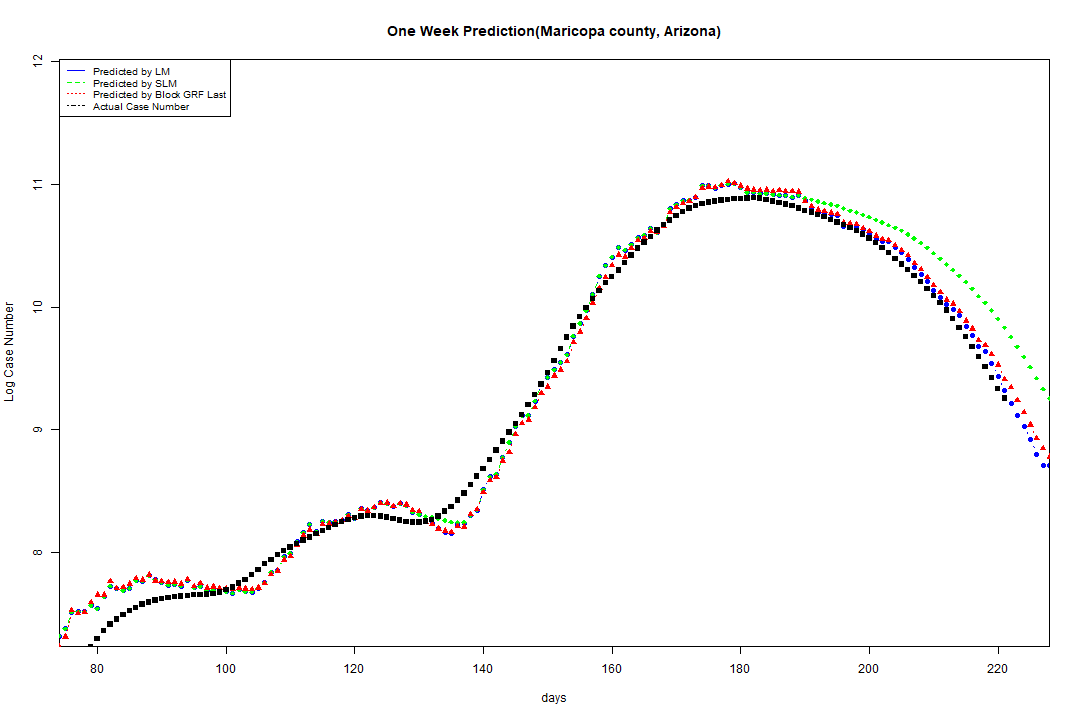 One Week Prediction(Maricopa county, Arizona)
Predicted by LM
Predicted by SLM
Predicted by Block GRF Last
Actual Case Number
12
11
10
9
8
Log Case Number
80 100 120 140 160 180 200 220
days